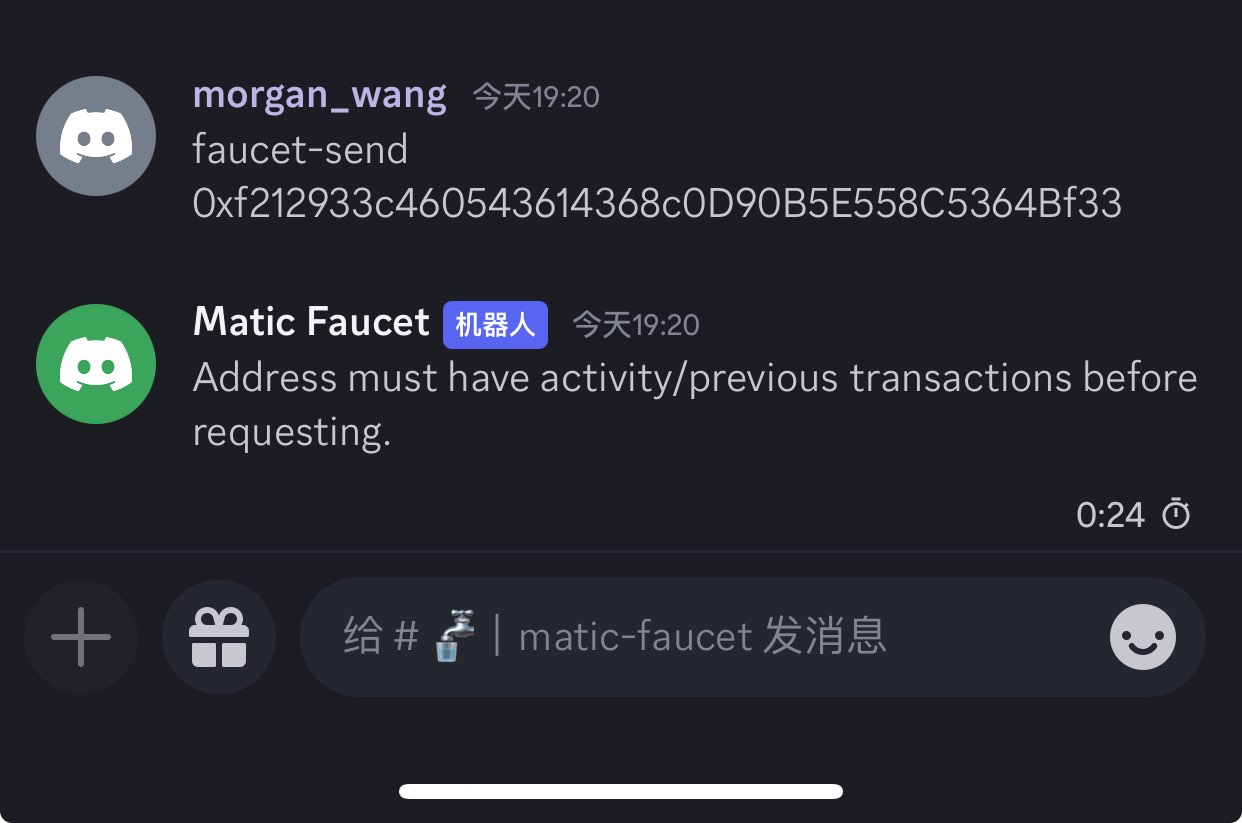 morgan_wang 今天19:20
faucet-send
0xf212933c460543614368c0D90B5E558C5364Bf33
Matic Faucet 机器人 今天19:20
Address must have activity/previous transactions before
requesting.
0:24
给 # 🚰 | matic-faucet 发消息